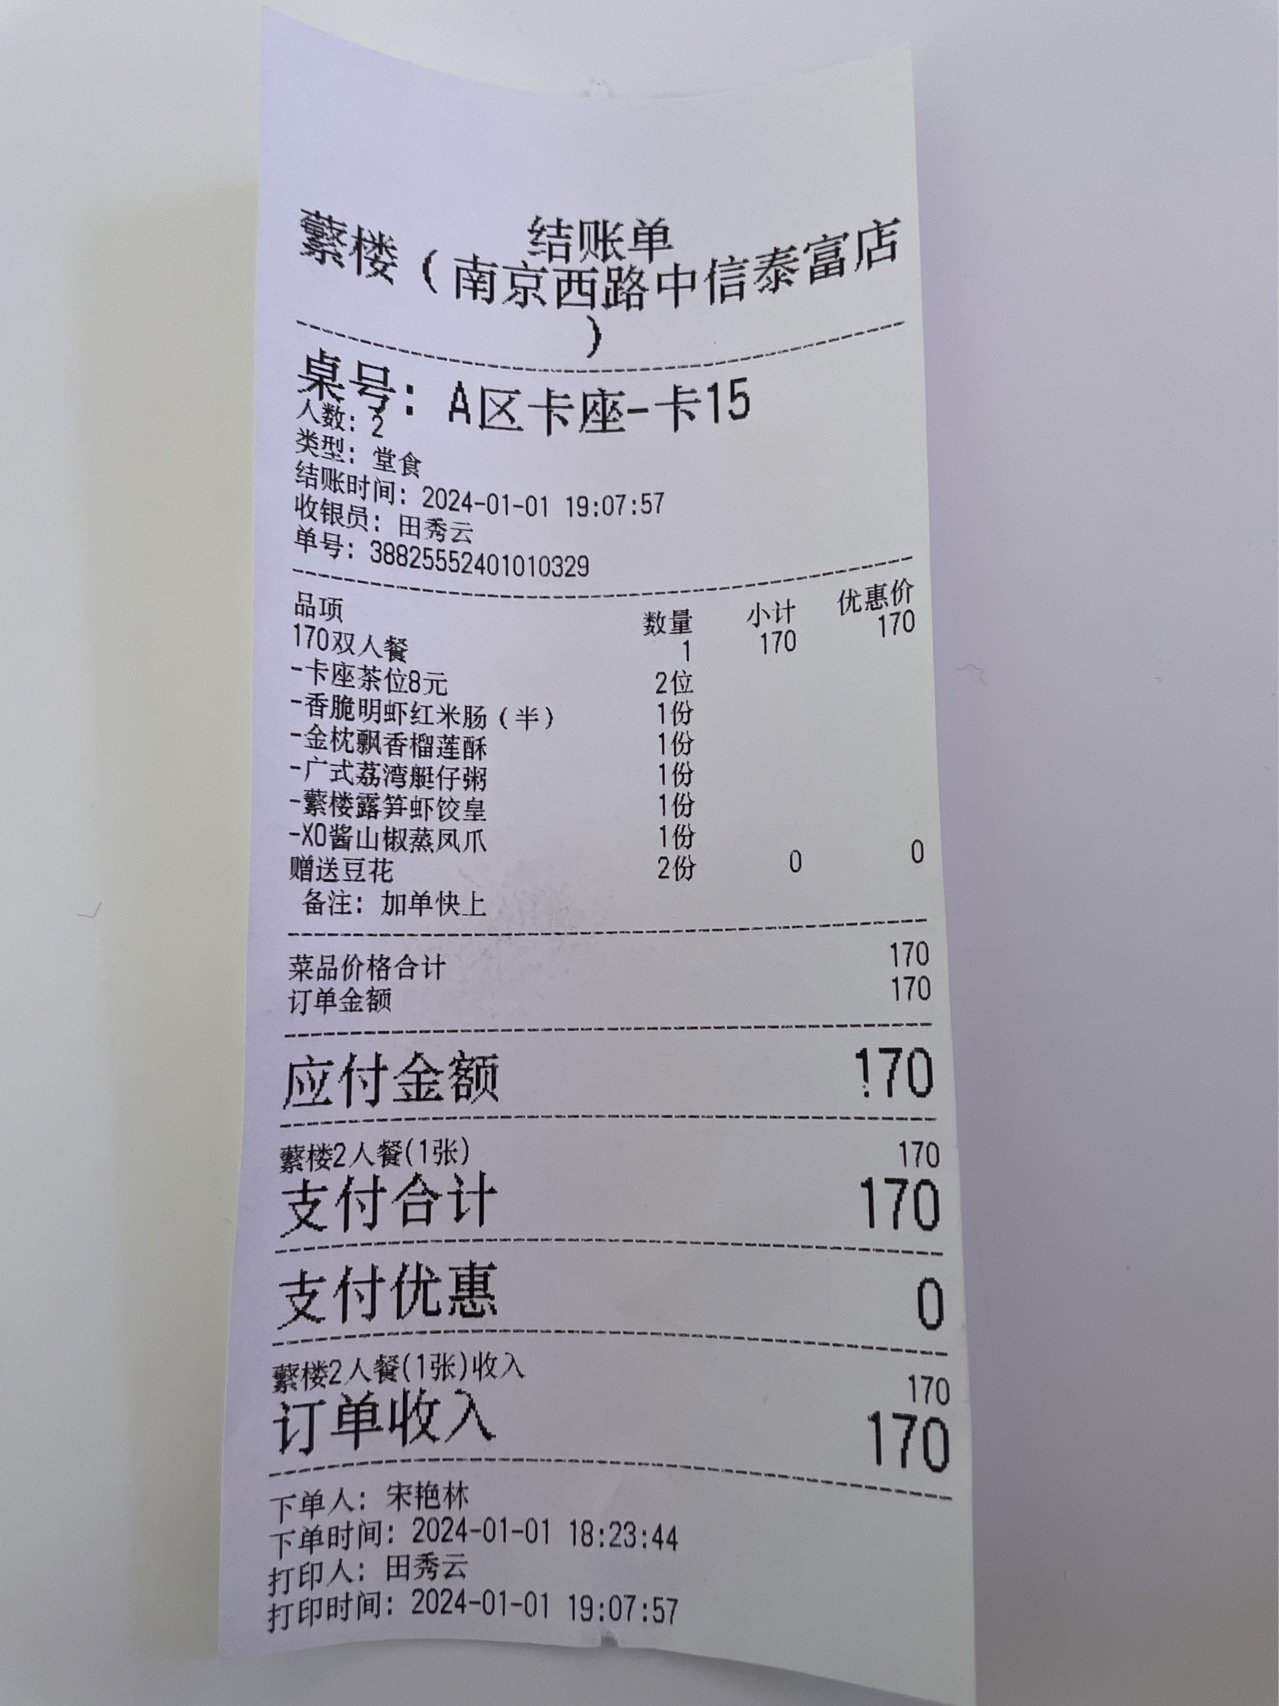 结账单
蘩楼（南京西路中信泰富店
）
桌号: A区卡座-卡15
人数: 2
类型: 堂食
结账时间: 2024-01-01 19:07:57
收银员: 田秀云
单号: 38825552401010329
品项 数量 小计 优惠价
170双人餐 1 170 170
-卡座茶位8元 2位
-香脆明虾红米肠（半） 1份
-金枕飘香榴莲酥 1份
-广式荔湾艇仔粥 1份
-蘩楼露笋虾饺皇 1份
-XO酱山椒蒸凤爪 1份
赠送豆花 2份 0 0
备注: 加单快上
菜品价格合计 170
订单金额 170
应付金额 170
蘩楼2人餐(1张) 170
支付合计 170
支付优惠 0
蘩楼2人餐(1张)收入 170
订单收入 170
下单人: 宋艳林
下单时间: 2024-01-01 18:23:44
打印人: 田秀云
打印时间: 2024-01-01 19:07:57